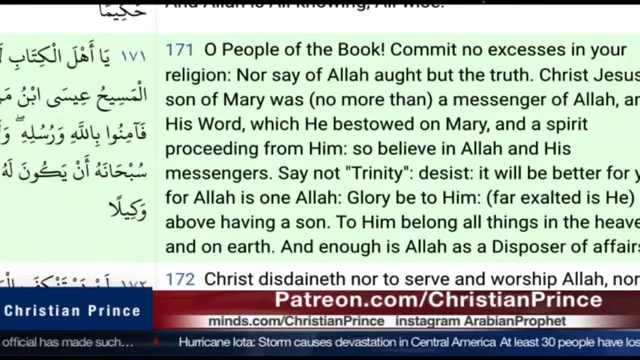 And Allah is All-knowing, All-wise.
حَكِيمًا
171 O People of the Book! Commit no excesses in your
religion: Nor say of Allah aught but the truth. Christ Jesus
son of Mary was (no more than) a messenger of Allah, an
His Word, which He bestowed on Mary, and a spirit
proceeding from Him: so believe in Allah and His
messengers. Say not "Trinity": desist: it will be better for y
for Allah is one Allah: Glory be to Him: (far exalted is He)
above having a son. To Him belong all things in the heave
and on earth. And enough is Allah as a Disposer of affairs
١٧١ يَا أَهْلَ الْكِتَابِ
الْمَسِيحُ عِيسَى ابْنُ مَر
فَآمِنُوا بِاللَّهِ وَرُسُلِهِ ۖ وَلَ
سُبْحَانَهُ أَنْ يَكُونَ لَهُ
وَكِيلًا
172 Christ disdaineth nor to serve and worship Allah, nor
١٧٢
Christian Prince
Patreon.com/ChristianPrince
minds.com/ChristianPrince instagram ArabianProphet
official has made such... Hurricane Iota: Storm causes devastation in Central America At least 30 people have los